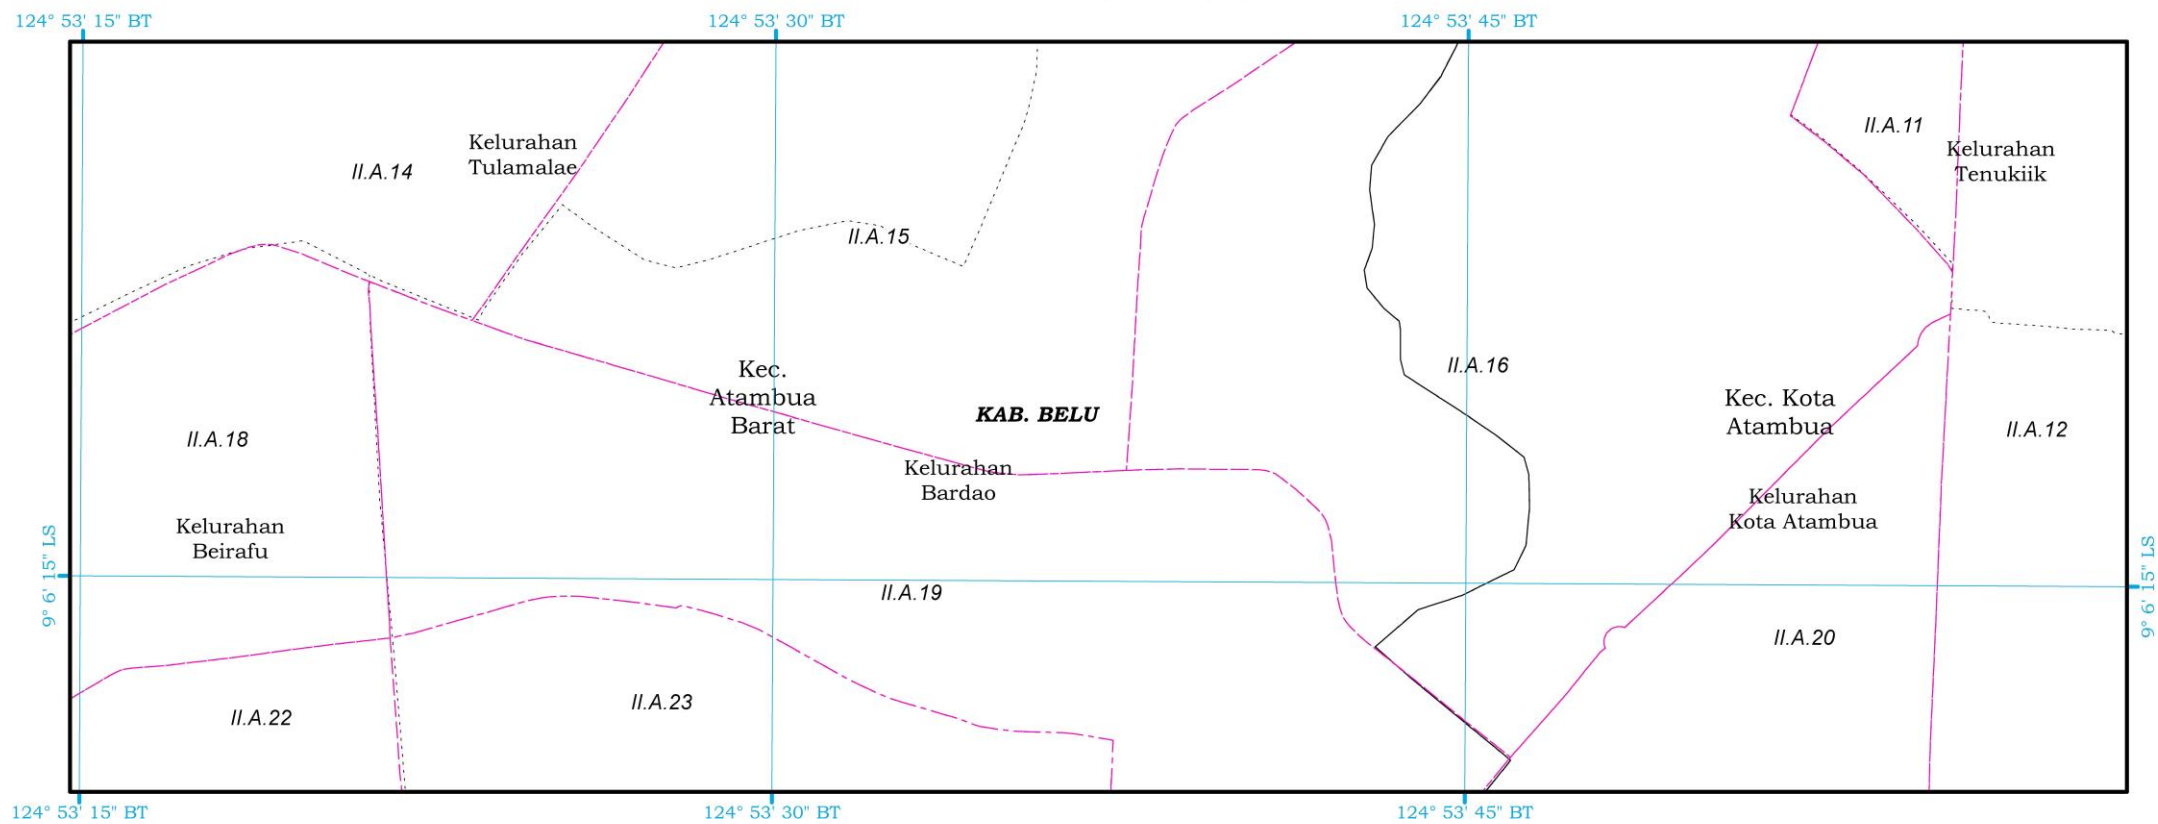 124° 53' 15" BT
124° 53' 30" BT
124° 53' 45" BT
II.A.11
Kelurahan
Tulamalae
II.A.14
Kelurahan
Tenukiik
II.A.15
II.A.16
Kec.
Atambua
Barat
KAB. BELU
Kec. Kota
Atambua
II.A.18
II.A.12
Kelurahan
Bardao
Kelurahan
Kota Atambua
Kelurahan
Beirafu
9° 6' 15" LS
9° 6' 15" LS
II.A.19
II.A.20
II.A.22
II.A.23
124° 53' 15" BT
124° 53' 30" BT
124° 53' 45" BT